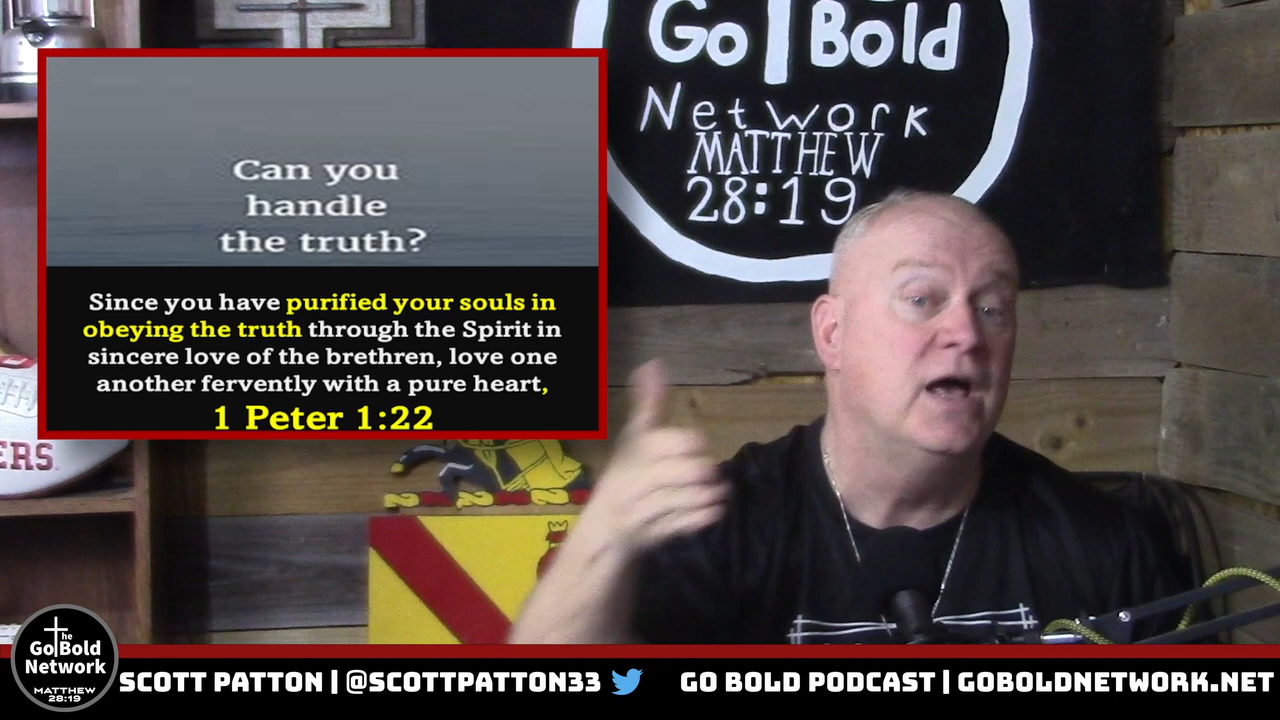 Go Bold
Network
MATTHEW
28:19
Can you
handle
the truth?
Since you have purified your souls in
obeying the truth through the Spirit in
sincere love of the brethren, love one
another fervently with a pure heart,
1 Peter 1:22
ERS
The
Go Bold
Network
MATTHEW
28:19
SCOTT PATTON | @SCOTTPATTON33
GO BOLD PODCAST | GOBOLDNETWORK.NET